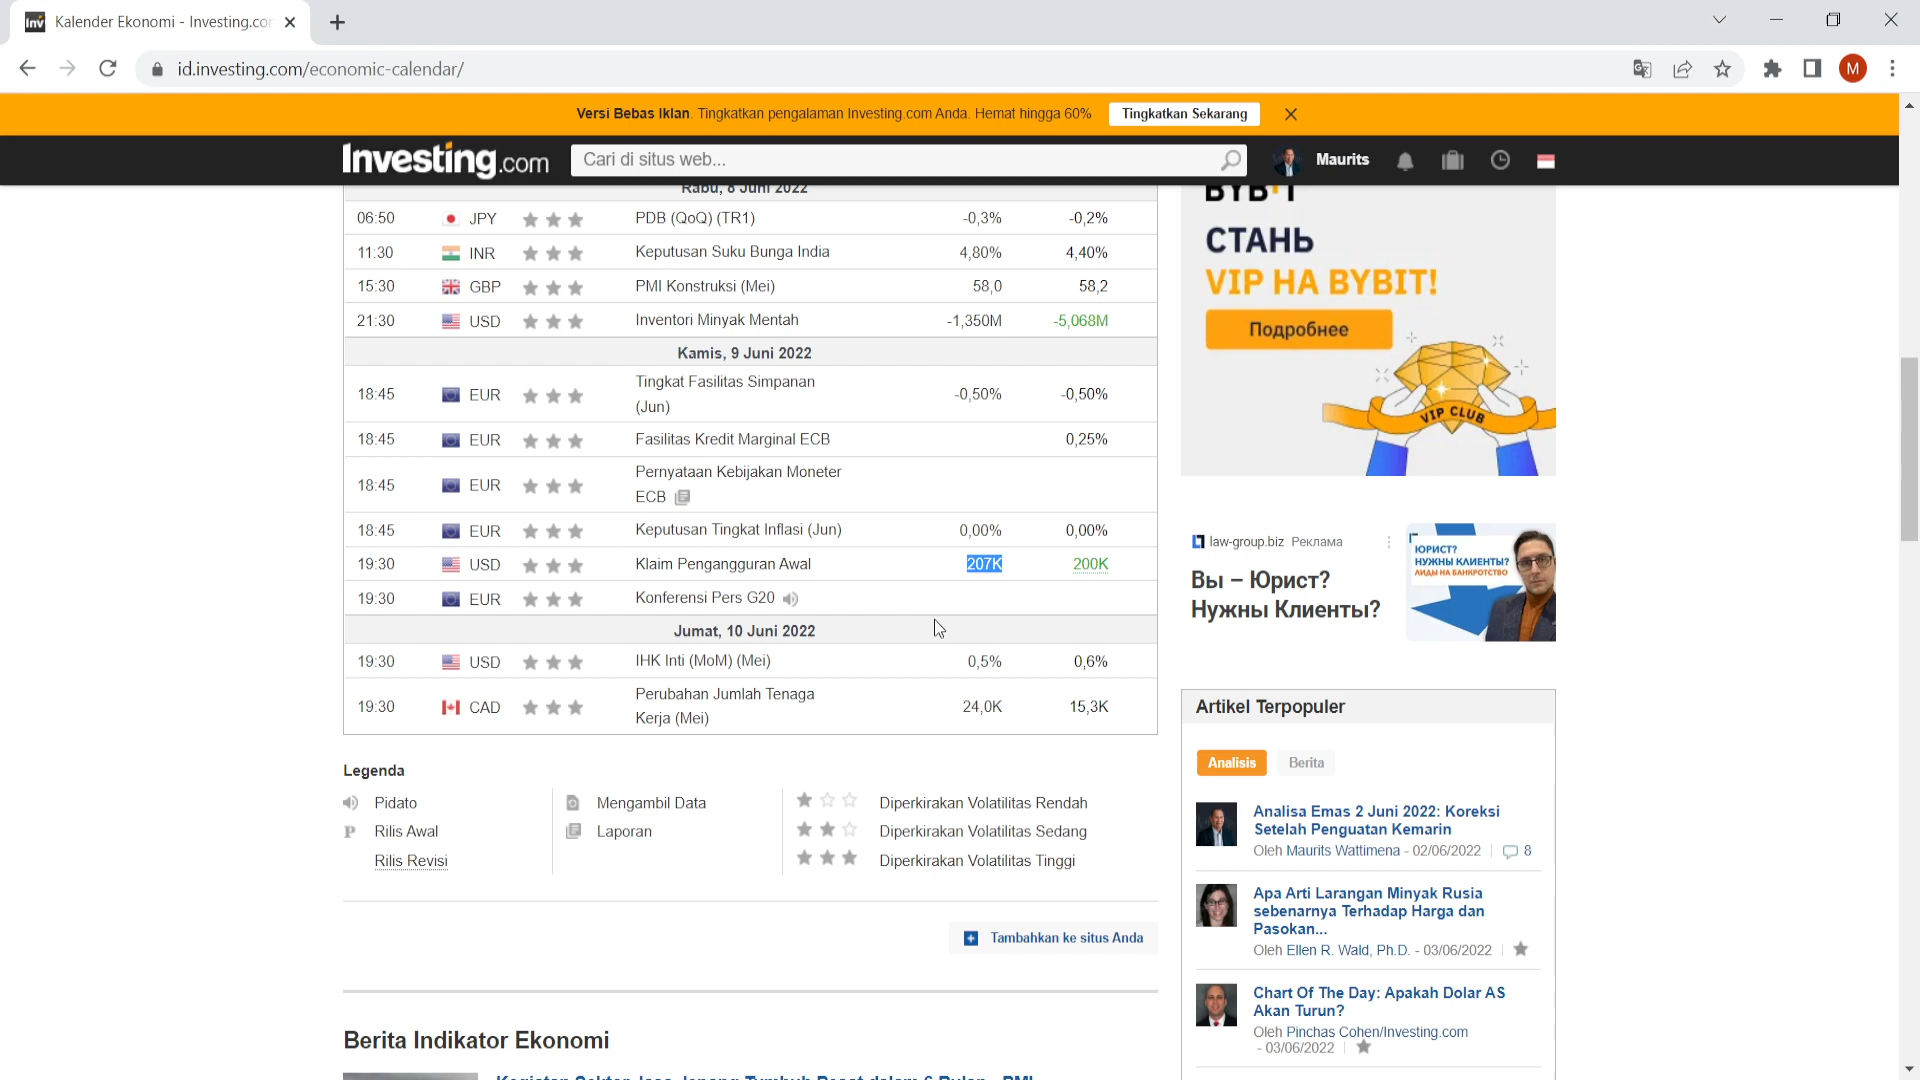 Kalender Ekonomi - Investing.cor
id.investing.com/economic-calendar/
M
Versi Bebas Iklan. Tingkatkan pengalaman Investing.com Anda. Hemat hingga 60%
Tingkatkan Sekarang
Investing.com
Cari di situs web...
Maurits
Rabu, 8 Juni 2022
06:50 JPY PDB (QoQ) (TR1) -0,3% -0,2%
11:30 INR Keputusan Suku Bunga India 4,80% 4,40%
15:30 GBP PMI Konstruksi (Mei) 58,0 58,2
21:30 USD Inventori Minyak Mentah -1,350M -5,068M
Kamis, 9 Juni 2022
18:45 EUR Tingkat Fasilitas Simpanan (Jun) -0,50% -0,50%
18:45 EUR Fasilitas Kredit Marginal ECB 0,25%
18:45 EUR Pernyataan Kebijakan Moneter ECB
18:45 EUR Keputusan Tingkat Inflasi (Jun) 0,00% 0,00%
19:30 USD Klaim Pengangguran Awal 207K 200K
19:30 EUR Konferensi Pers G20
Jumat, 10 Juni 2022
19:30 USD IHK Inti (MoM) (Mei) 0,5% 0,6%
19:30 CAD Perubahan Jumlah Tenaga Kerja (Mei) 24,0K 15,3K
Legenda
Pidato
P Rilis Awal
Rilis Revisi
Mengambil Data
Laporan
Diperkirakan Volatilitas Rendah
Diperkirakan Volatilitas Sedang
Diperkirakan Volatilitas Tinggi
Tambahkan ke situs Anda
Berita Indikator Ekonomi
BYBIT
СТАНЬ
VIP НА BYBIT!
Подробнее
VIP CLUB
law-group.biz Реклама
Вы – Юрист?
Нужны Клиенты?
ЮРИСТ?
НУЖНЫ КЛИЕНТЫ?
ЛИДЫ НА БАНКРОТСТВО
Artikel Terpopuler
Analisis
Berita
Analisa Emas 2 Juni 2022: Koreksi
Setelah Penguatan Kemarin
Oleh Maurits Wattimena - 02/06/2022 8
Apa Arti Larangan Minyak Rusia
sebenarnya Terhadap Harga dan
Pasokan...
Oleh Ellen R. Wald, Ph.D. - 03/06/2022
Chart Of The Day: Apakah Dolar AS
Akan Turun?
Oleh Pinchas Cohen/Investing.com
- 03/06/2022